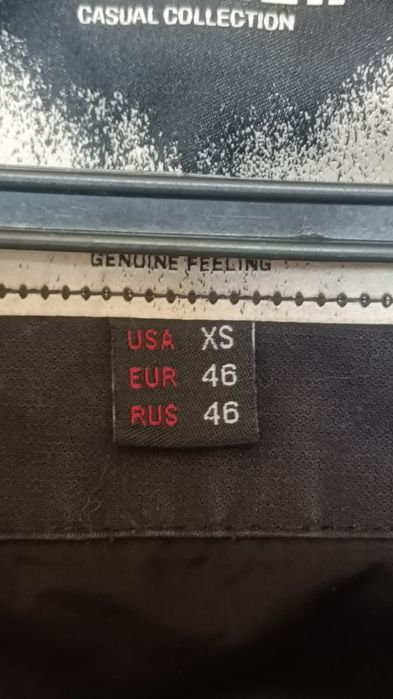 CASUAL COLLECTION
GENUINE FEELING
USA XS
EUR 46
RUS 46